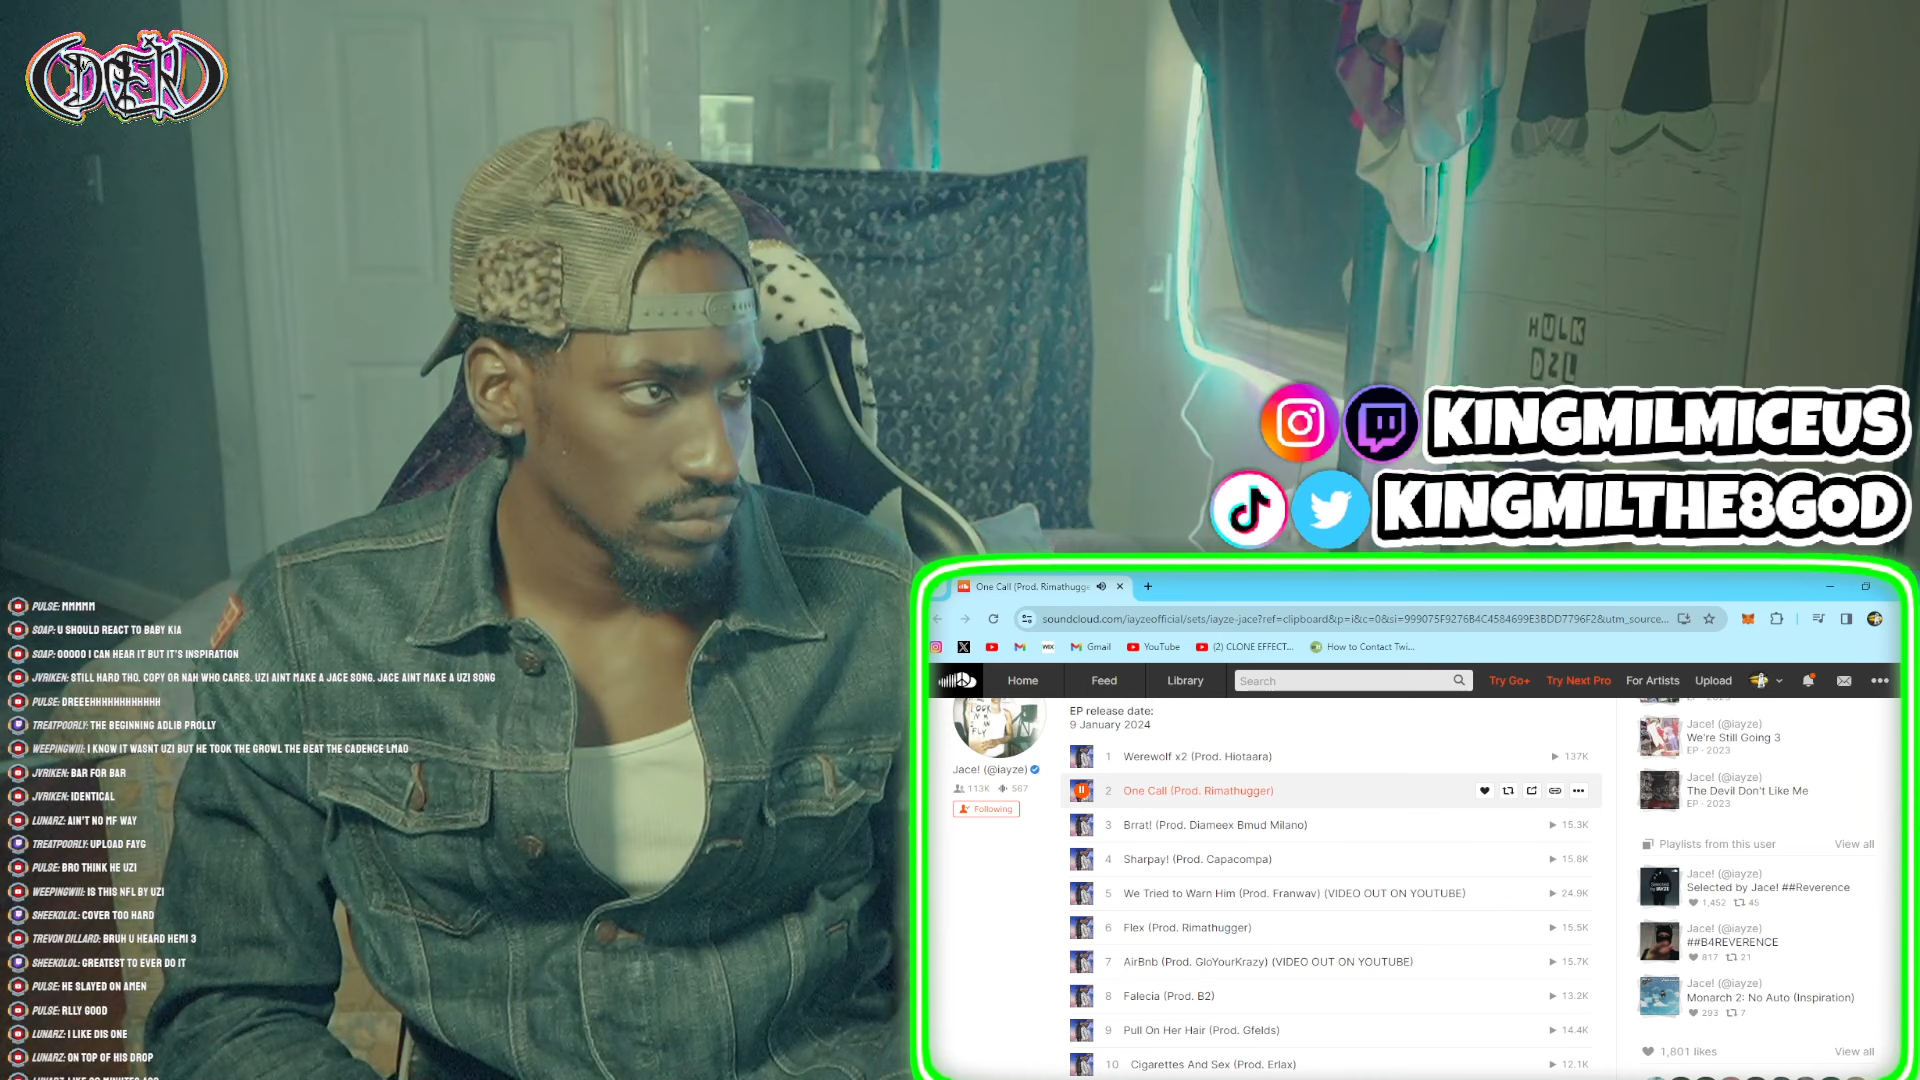 DCER
HULK
DZL
KINGMILMICEUS
KINGMILTHE8GOD
PULSE: MMMMM
SOAP: U SHOULD REACT TO BABY KIA
SOAP: OOOOO I CAN HEAR IT BUT IT'S INSPIRATION
JVRIKEN: STILL HARD THO. COPY OR NAH WHO CARES. UZI AINT MAKE A JACE SONG. JACE AINT MAKE A UZI SONG
PULSE: DREEEHHHHHHHHHHH
TREATPOORLY: THE BEGINNING ADLIB PROLLY
WEEPINGWIII: I KNOW IT WASNT UZI BUT HE TOOK THE GROWL THE BEAT THE CADENCE LMAO
JVRIKEN: BAR FOR BAR
JVRIKEN: IDENTICAL
LUNARZ: AIN'T NO MF WAY
TREATPOORLY: UPLOAD FAYG
PULSE: BRO THINK HE UZI
WEEPINGWIII: IS THIS NFL BY UZI
SHEEKOLOL: COVER TOO HARD
TREVON DILLARD: BRUH U HEARD HEMI 3
SHEEKOLOL: GREATEST TO EVER DO IT
PULSE: HE SLAYED ON AMEN
PULSE: RLLY GOOD
LUNARZ: I LIKE DIS ONE
LUNARZ: ON TOP OF HIS DROP
One Call (Prod. Rimathugge
soundcloud.com/iayzeofficial/sets/iayze-jace?ref=clipboard&p=i&c=0&si=999075F9276B4C4584699E3BDD7796F2&utm_source...
WIX
Gmail
YouTube
(2) CLONE EFFECT...
How to Contact Twi...
Home
Feed
Library
Search
Try Go+
Try Next Pro
For Artists
Upload
EP release date:
9 January 2024
Jace! (@iayze)
113K
567
Following
1 Werewolf x2 (Prod. Hiotaara) 137K
2 One Call (Prod. Rimathugger)
3 Brrat! (Prod. Diameex Bmud Milano) 15.3K
4 Sharpay! (Prod. Capacompa) 15.8K
5 We Tried to Warn Him (Prod. Franwav) (VIDEO OUT ON YOUTUBE) 24.9K
6 Flex (Prod. Rimathugger) 15.5K
7 AirBnb (Prod. GloYourKrazy) (VIDEO OUT ON YOUTUBE) 15.7K
8 Falecia (Prod. B2) 13.2K
9 Pull On Her Hair (Prod. Gfelds) 14.4K
10 Cigarettes And Sex (Prod. Erlax) 12.1K
Jace! (@iayze)
We're Still Going 3
EP · 2023
Jace! (@iayze)
The Devil Don't Like Me
EP · 2023
Playlists from this user View all
Jace! (@iayze)
Selected by Jace! ##Reverence
1,452 45
Jace! (@iayze)
##B4REVERENCE
817 21
Jace! (@iayze)
Monarch 2: No Auto (Inspiration)
293 7
1,801 likes View all